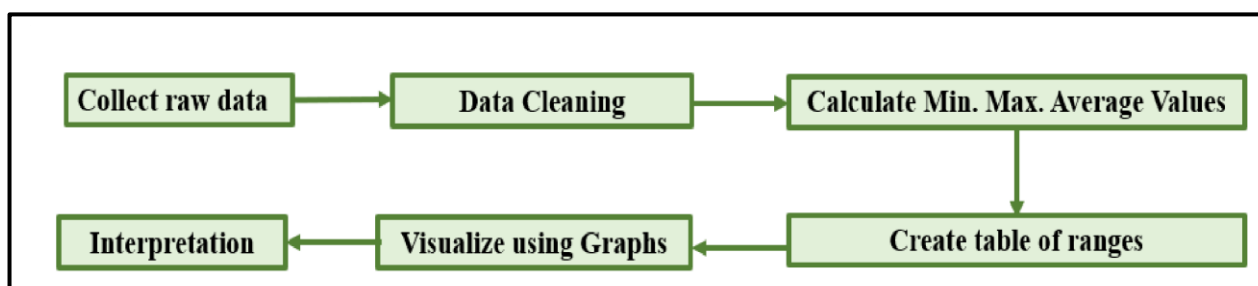 Collect raw data
Data Cleaning
Calculate Min. Max. Average Values
Create table of ranges
Visualize using Graphs
Interpretation